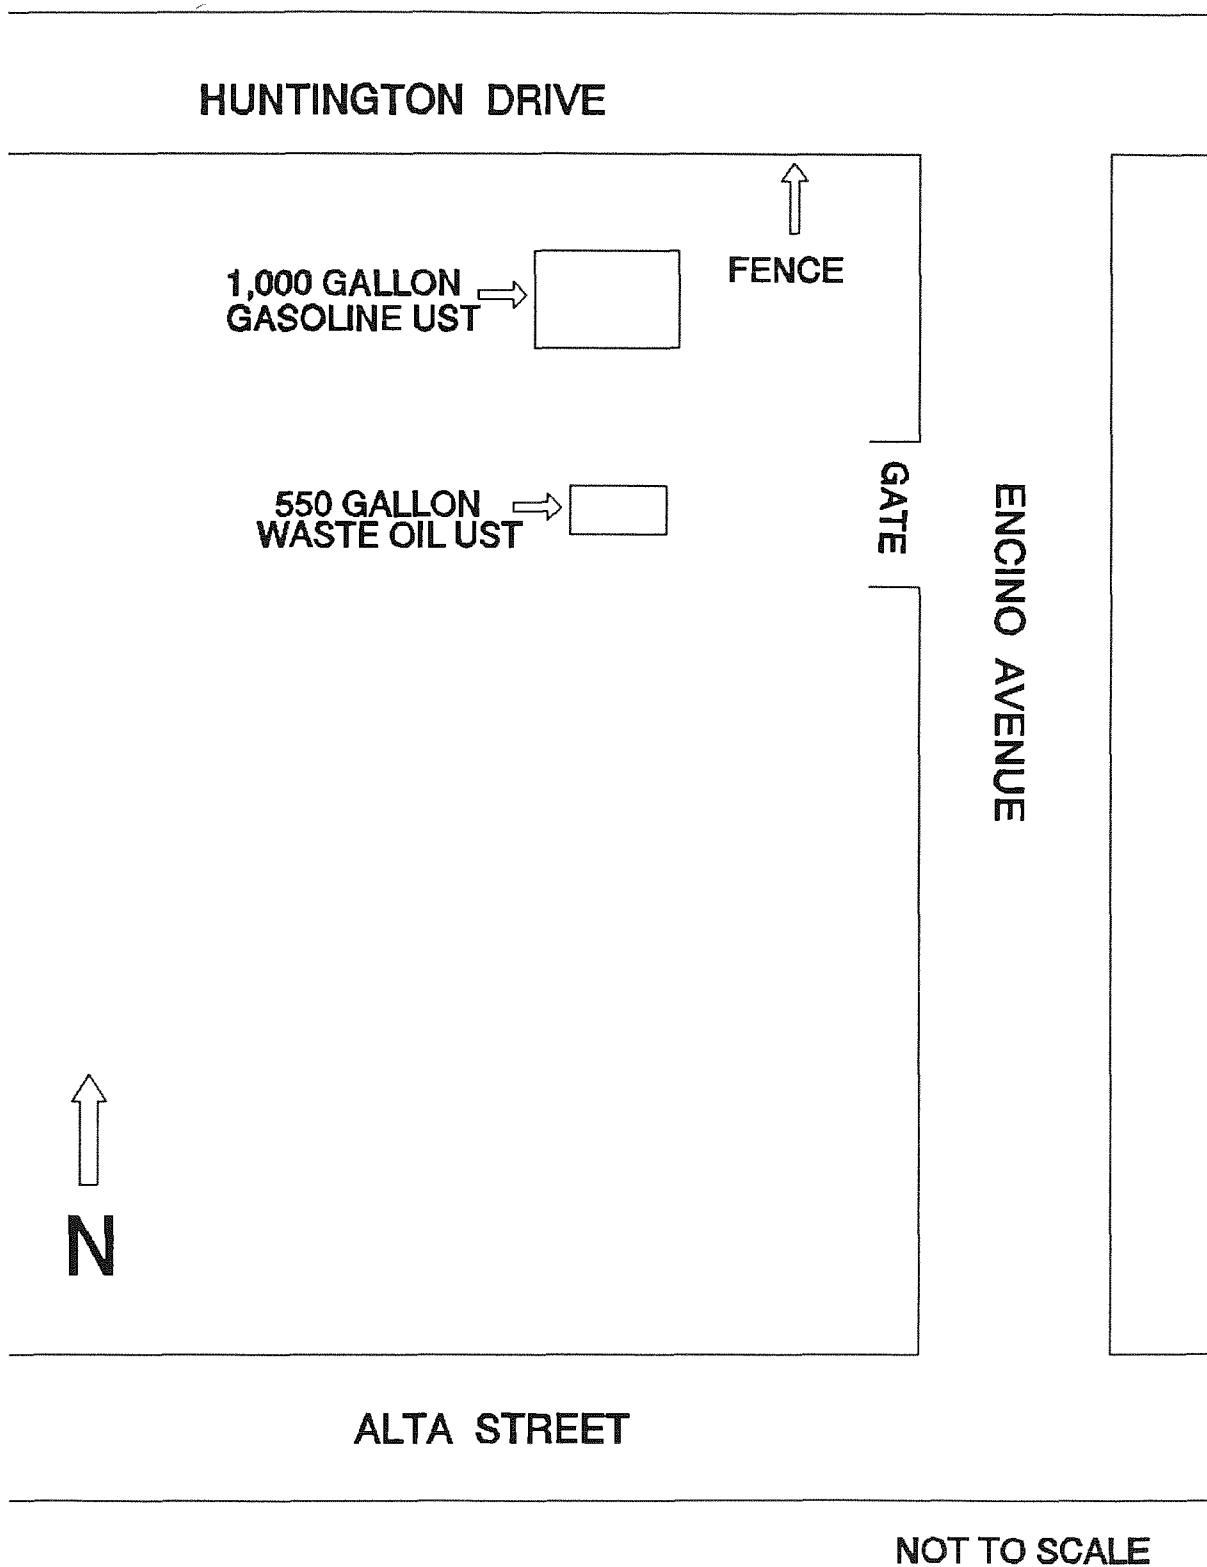 HUNTINGTON DRIVE
FENCE
1,000 GALLON
GASOLINE UST
GATE
ENCINO AVENUE
550 GALLON
WASTE OIL UST
N
ALTA STREET
NOT TO SCALE